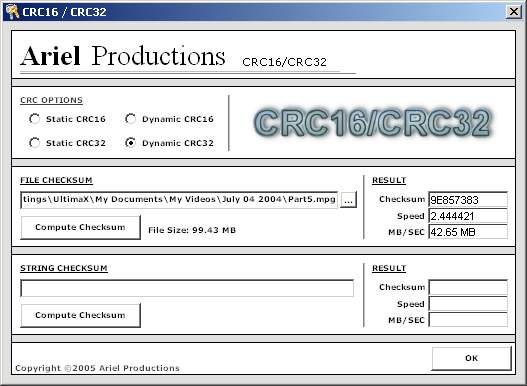 CRC16 / CRC32
Ariel Productions CRC16/CRC32
CRC OPTIONS
Static CRC16 Dynamic CRC16
Static CRC32 Dynamic CRC32
CRC16/CRC32
FILE CHECKSUM
tings\UltimaX\My Documents\My Videos\July 04 2004\Part5.mpg ...
Compute Checksum File Size: 99.43 MB
RESULT
Checksum 9E857383
Speed 2.444421
MB/SEC 42.65 MB
STRING CHECKSUM
Compute Checksum
RESULT
Checksum
Speed
MB/SEC
Copyright ©2005 Ariel Productions
OK